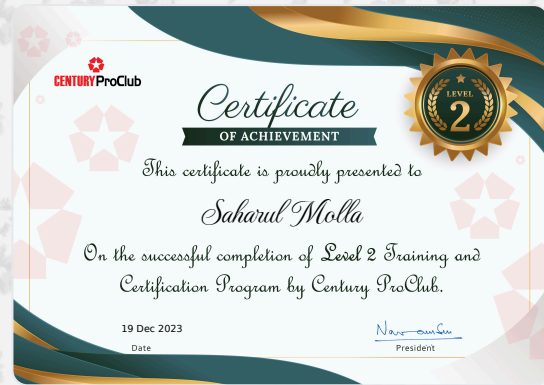 CENTURY ProClub
Certificate
OF ACHIEVEMENT
LEVEL
2
This certificate is proudly presented to
Saharul Molla
On the successful completion of Level 2 Training and
Certification Program by Century ProClub.
19 Dec 2023
Date
President